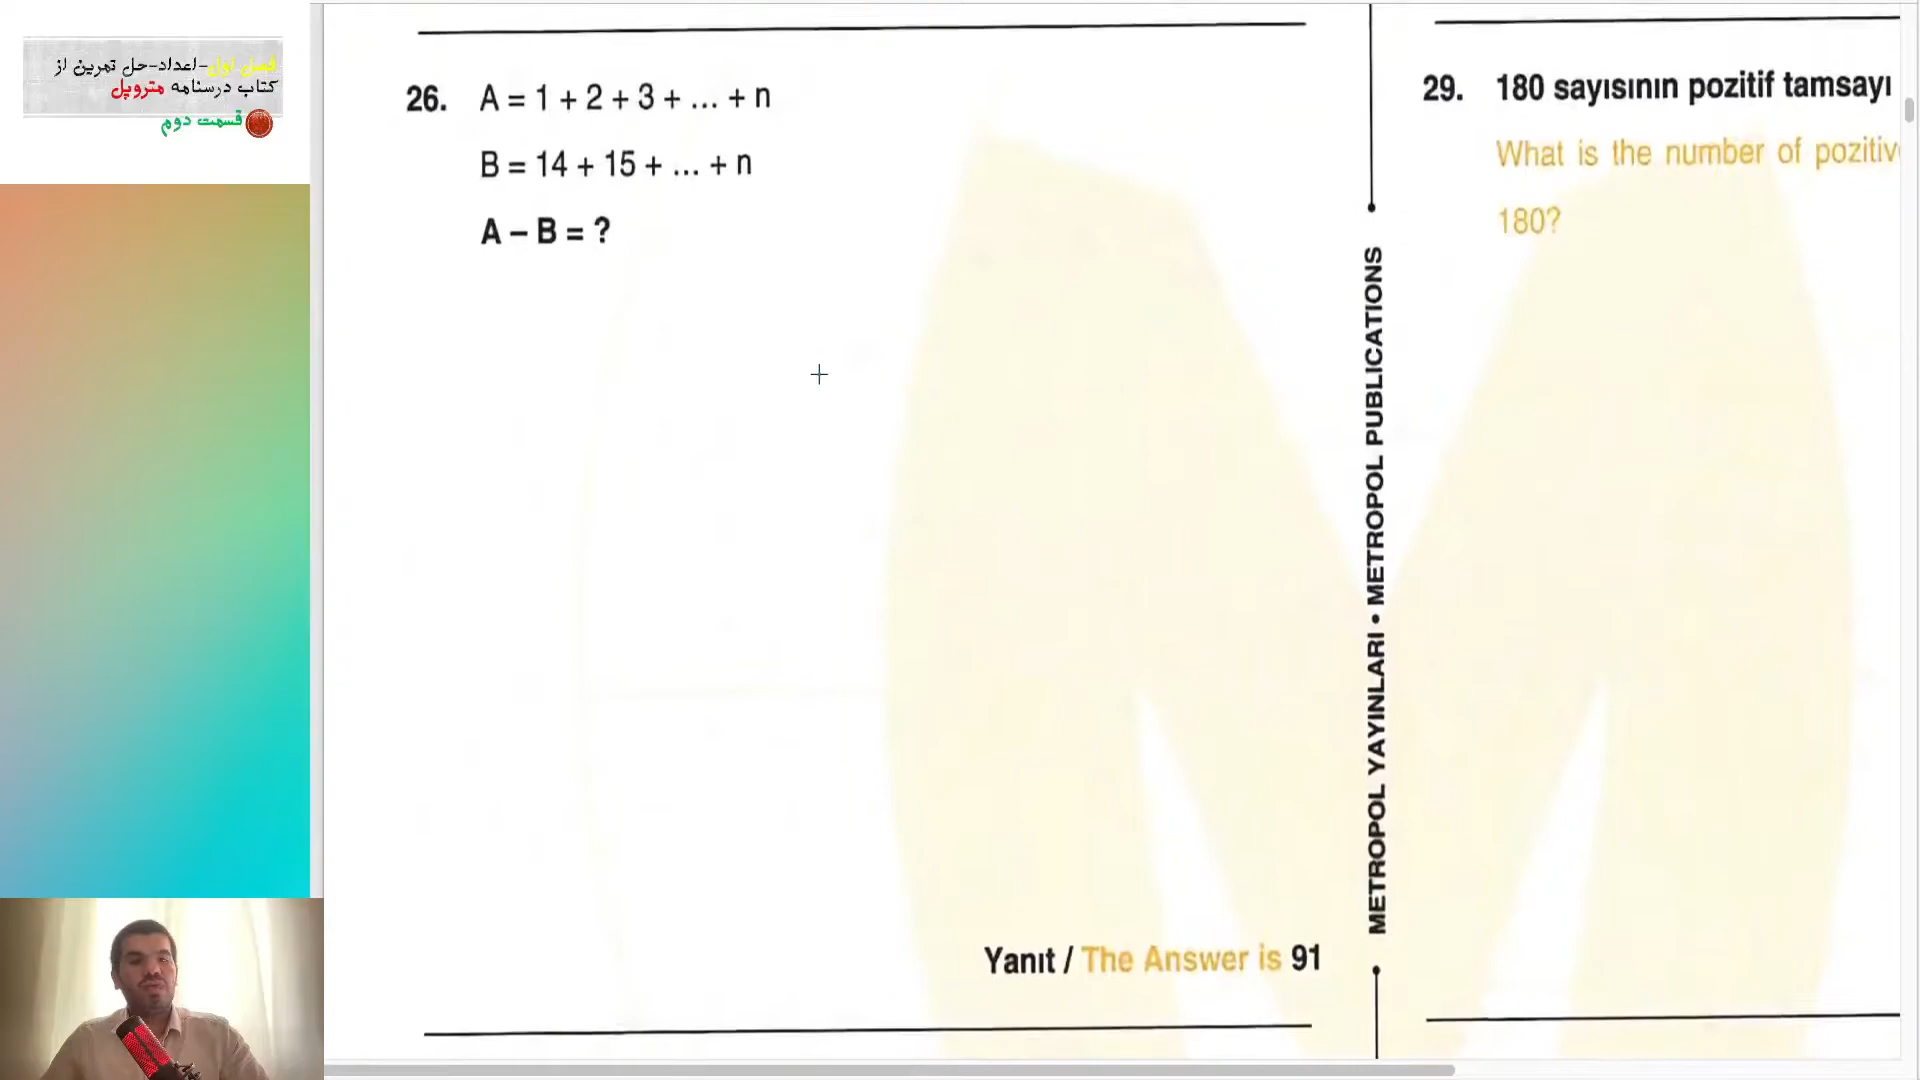 فصل اول-اعداد-حل تمرین از
کتاب درسنامه متروپل
قسمت دوم
26. A = 1 + 2 + 3 + ... + n
B = 14 + 15 + ... + n
A – B = ?
Yanıt / The Answer is 91
METROPOL YAYINLARI • METROPOL PUBLICATIONS
29. 180 sayısının pozitif tamsayı
What is the number of pozitiv
180?